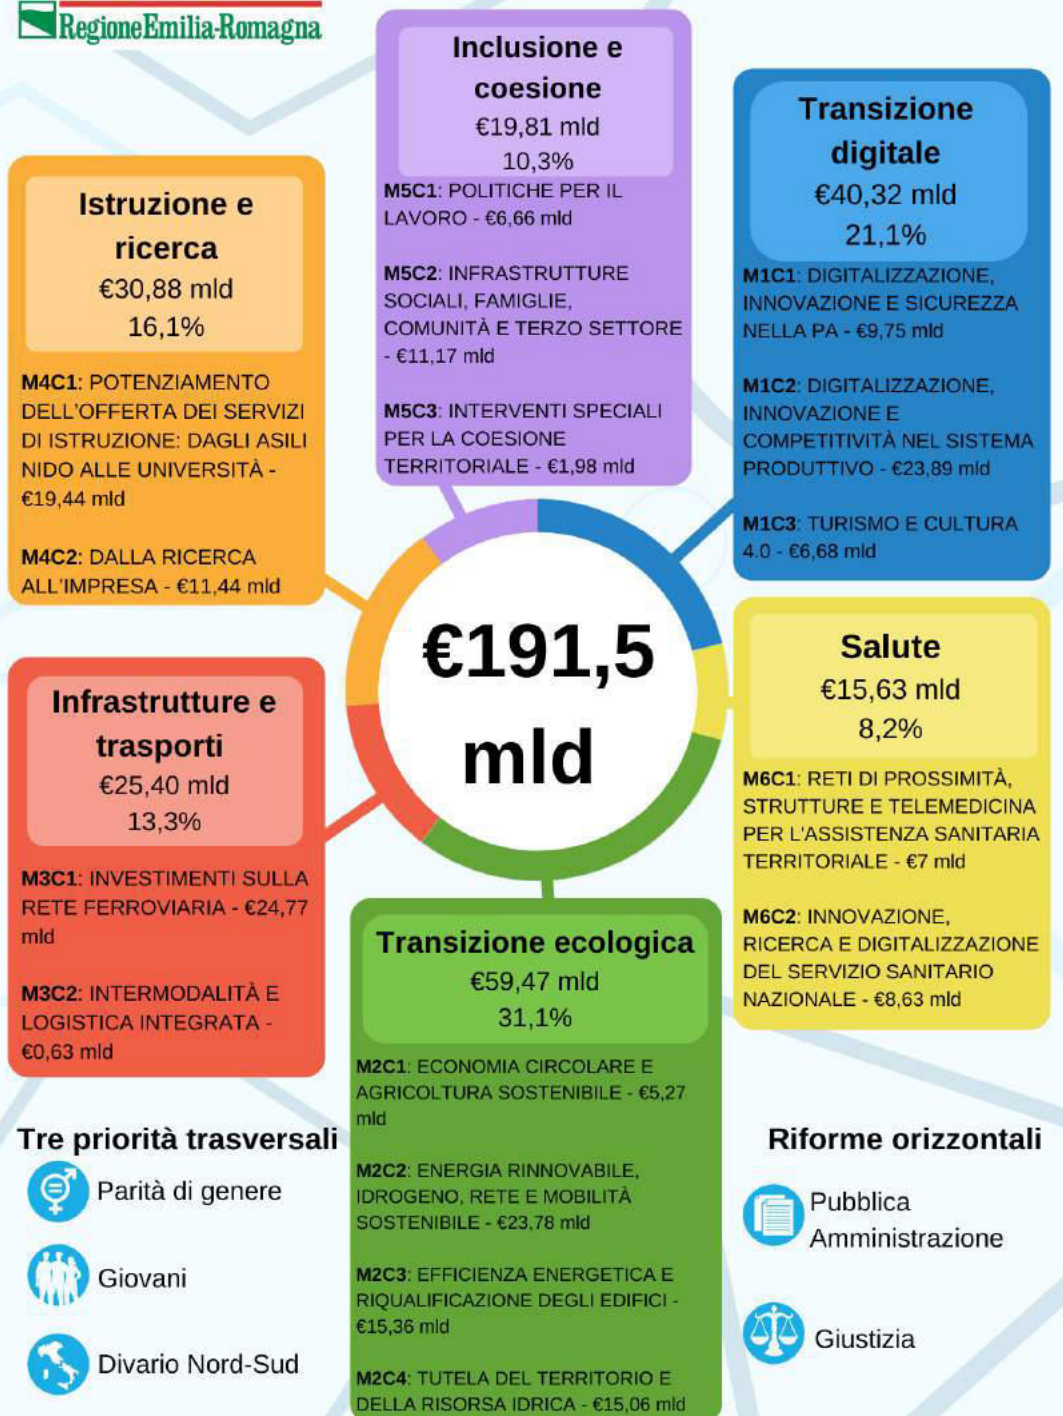 RegioneEmilia-Romagna
Inclusione e
coesione
€19,81 mld
10,3%
M5C1: POLITICHE PER IL
LAVORO - €6,66 mld
M5C2: INFRASTRUTTURE
SOCIALI, FAMIGLIE,
COMUNITÀ E TERZO SETTORE
- €11,17 mld
M5C3: INTERVENTI SPECIALI
PER LA COESIONE
TERRITORIALE - €1,98 mld
Transizione
digitale
€40,32 mld
21,1%
M1C1: DIGITALIZZAZIONE,
INNOVAZIONE E SICUREZZA
NELLA PA - €9,75 mld
M1C2: DIGITALIZZAZIONE,
INNOVAZIONE E
COMPETITIVITÀ NEL SISTEMA
PRODUTTIVO - €23,89 mld
M1C3: TURISMO E CULTURA
4.0 - €6,68 mld
Istruzione e
ricerca
€30,88 mld
16,1%
M4C1: POTENZIAMENTO
DELL'OFFERTA DEI SERVIZI
DI ISTRUZIONE: DAGLI ASILI
NIDO ALLE UNIVERSITÀ -
€19,44 mld
M4C2: DALLA RICERCA
ALL'IMPRESA - €11,44 mld
€191,5
mld
Salute
€15,63 mld
8,2%
M6C1: RETI DI PROSSIMITÀ,
STRUTTURE E TELEMEDICINA
PER L'ASSISTENZA SANITARIA
TERRITORIALE - €7 mld
M6C2: INNOVAZIONE,
RICERCA E DIGITALIZZAZIONE
DEL SERVIZIO SANITARIO
NAZIONALE - €8,63 mld
Infrastrutture e
trasporti
€25,40 mld
13,3%
M3C1: INVESTIMENTI SULLA
RETE FERROVIARIA - €24,77
mld
M3C2: INTERMODALITÀ E
LOGISTICA INTEGRATA -
€0,63 mld
Transizione ecologica
€59,47 mld
31,1%
M2C1: ECONOMIA CIRCOLARE E
AGRICOLTURA SOSTENIBILE - €5,27
mld
M2C2: ENERGIA RINNOVABILE,
IDROGENO, RETE E MOBILITÀ
SOSTENIBILE - €23,78 mld
M2C3: EFFICIENZA ENERGETICA E
RIQUALIFICAZIONE DEGLI EDIFICI -
€15,36 mld
M2C4: TUTELA DEL TERRITORIO E
DELLA RISORSA IDRICA - €15,06 mld
Tre priorità trasversali
Parità di genere
Giovani
Divario Nord-Sud
Riforme orizzontali
Pubblica
Amministrazione
Giustizia